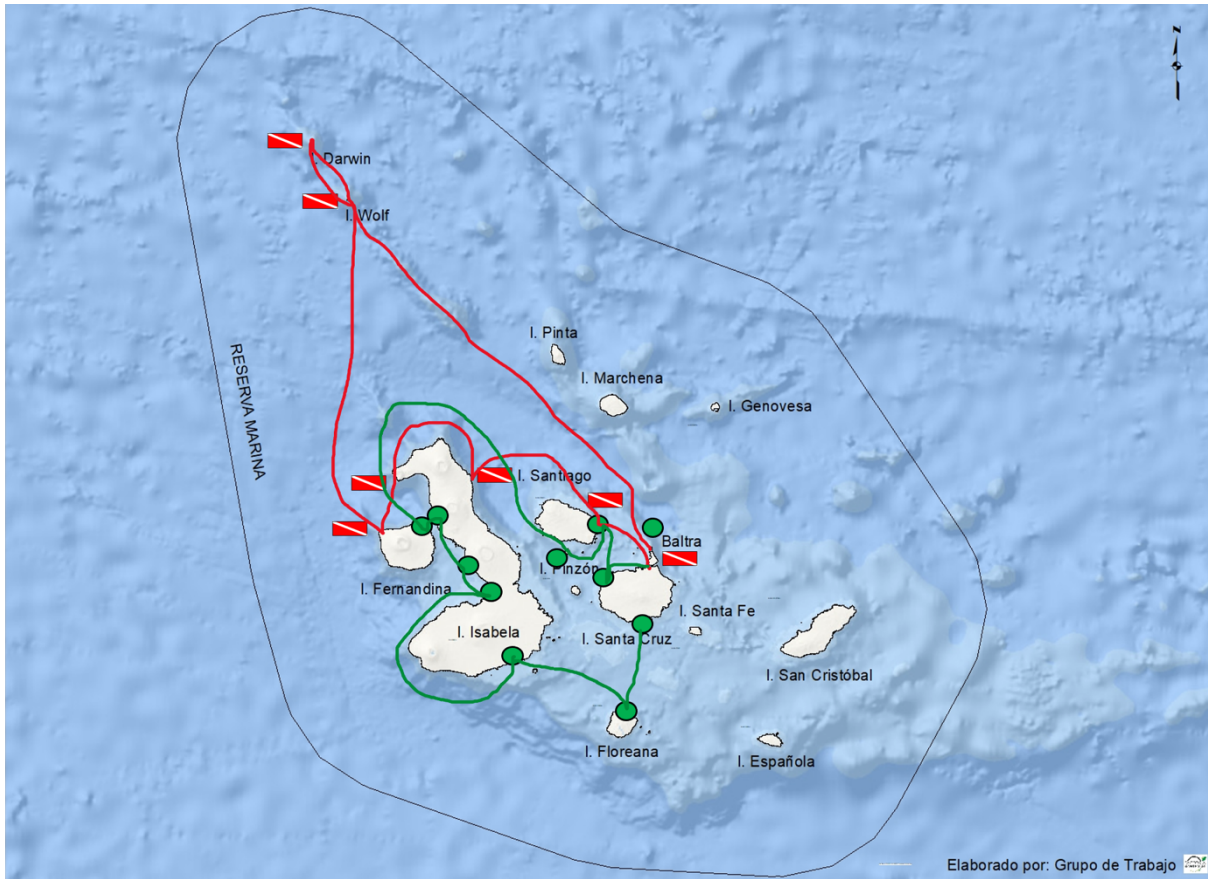 N
Darwin
I. Wolf
I. Pinta
I. Marchena
I. Genovesa
RESERVA MARINA
I. Santiago
Baltra
I. Pinzón
I. Fernandina
I. Santa Fe
I. Isabela
I. Santa Cruz
I. San Cristóbal
I. Floreana
I. Española
Elaborado por: Grupo de Trabajo